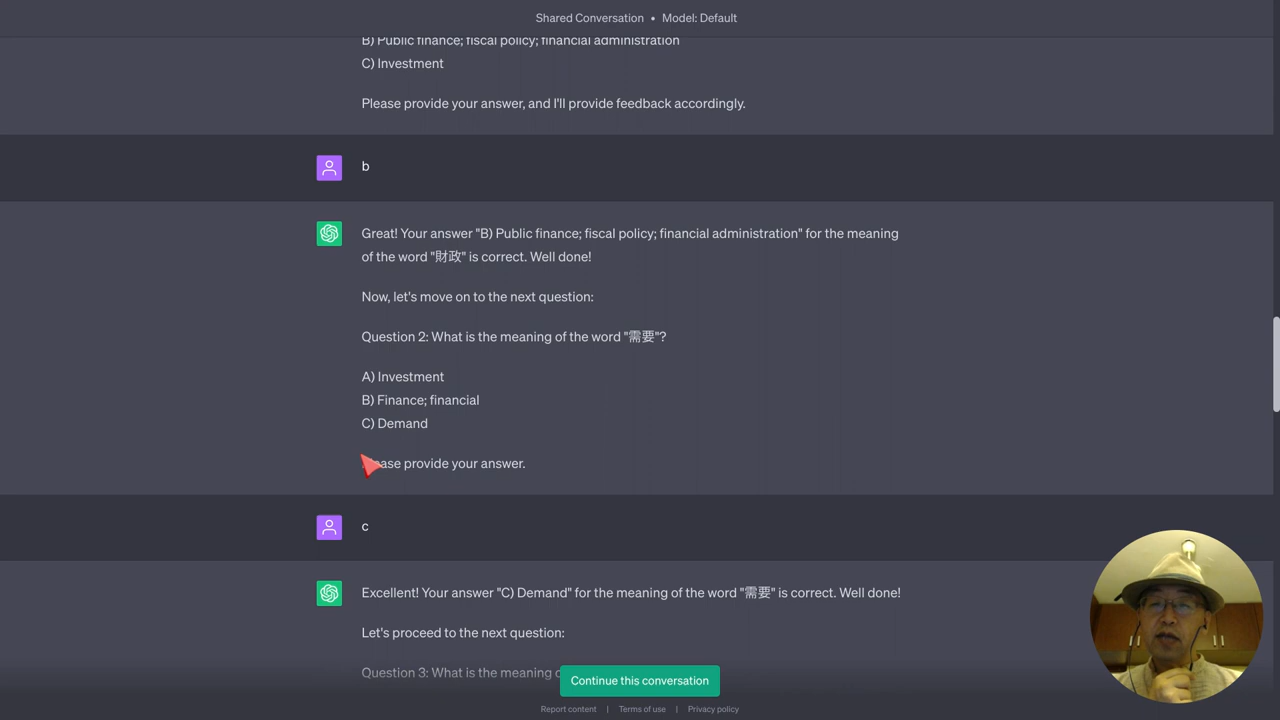 Shared Conversation • Model: Default
B) Public finance; fiscal policy; financial administration
C) Investment
Please provide your answer, and I'll provide feedback accordingly.
b
Great! Your answer "B) Public finance; fiscal policy; financial administration" for the meaning
of the word "財政" is correct. Well done!
Now, let's move on to the next question:
Question 2: What is the meaning of the word "需要"?
A) Investment
B) Finance; financial
C) Demand
Please provide your answer.
c
Excellent! Your answer "C) Demand" for the meaning of the word "需要" is correct. Well done!
Let's proceed to the next question:
Question 3: What is the meaning
Continue this conversation
Report content | Terms of use | Privacy policy